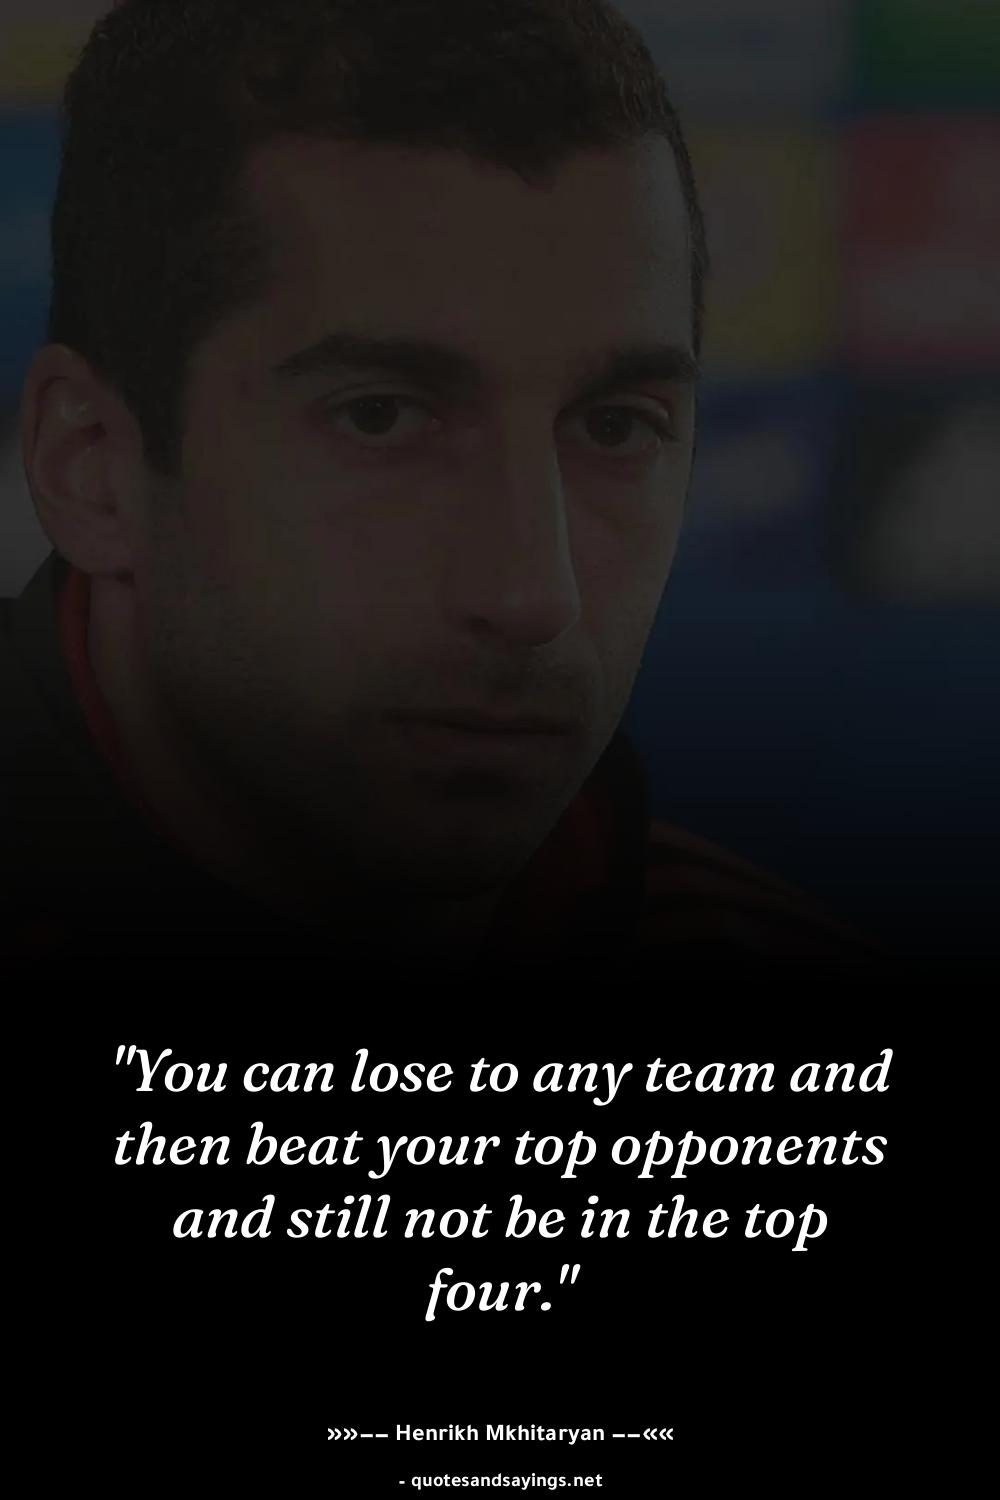 "You can lose to any team and
then beat your top opponents
and still not be in the top
four."
»»−− Henrikh Mkhitaryan −−««
- quotesandsayings.net